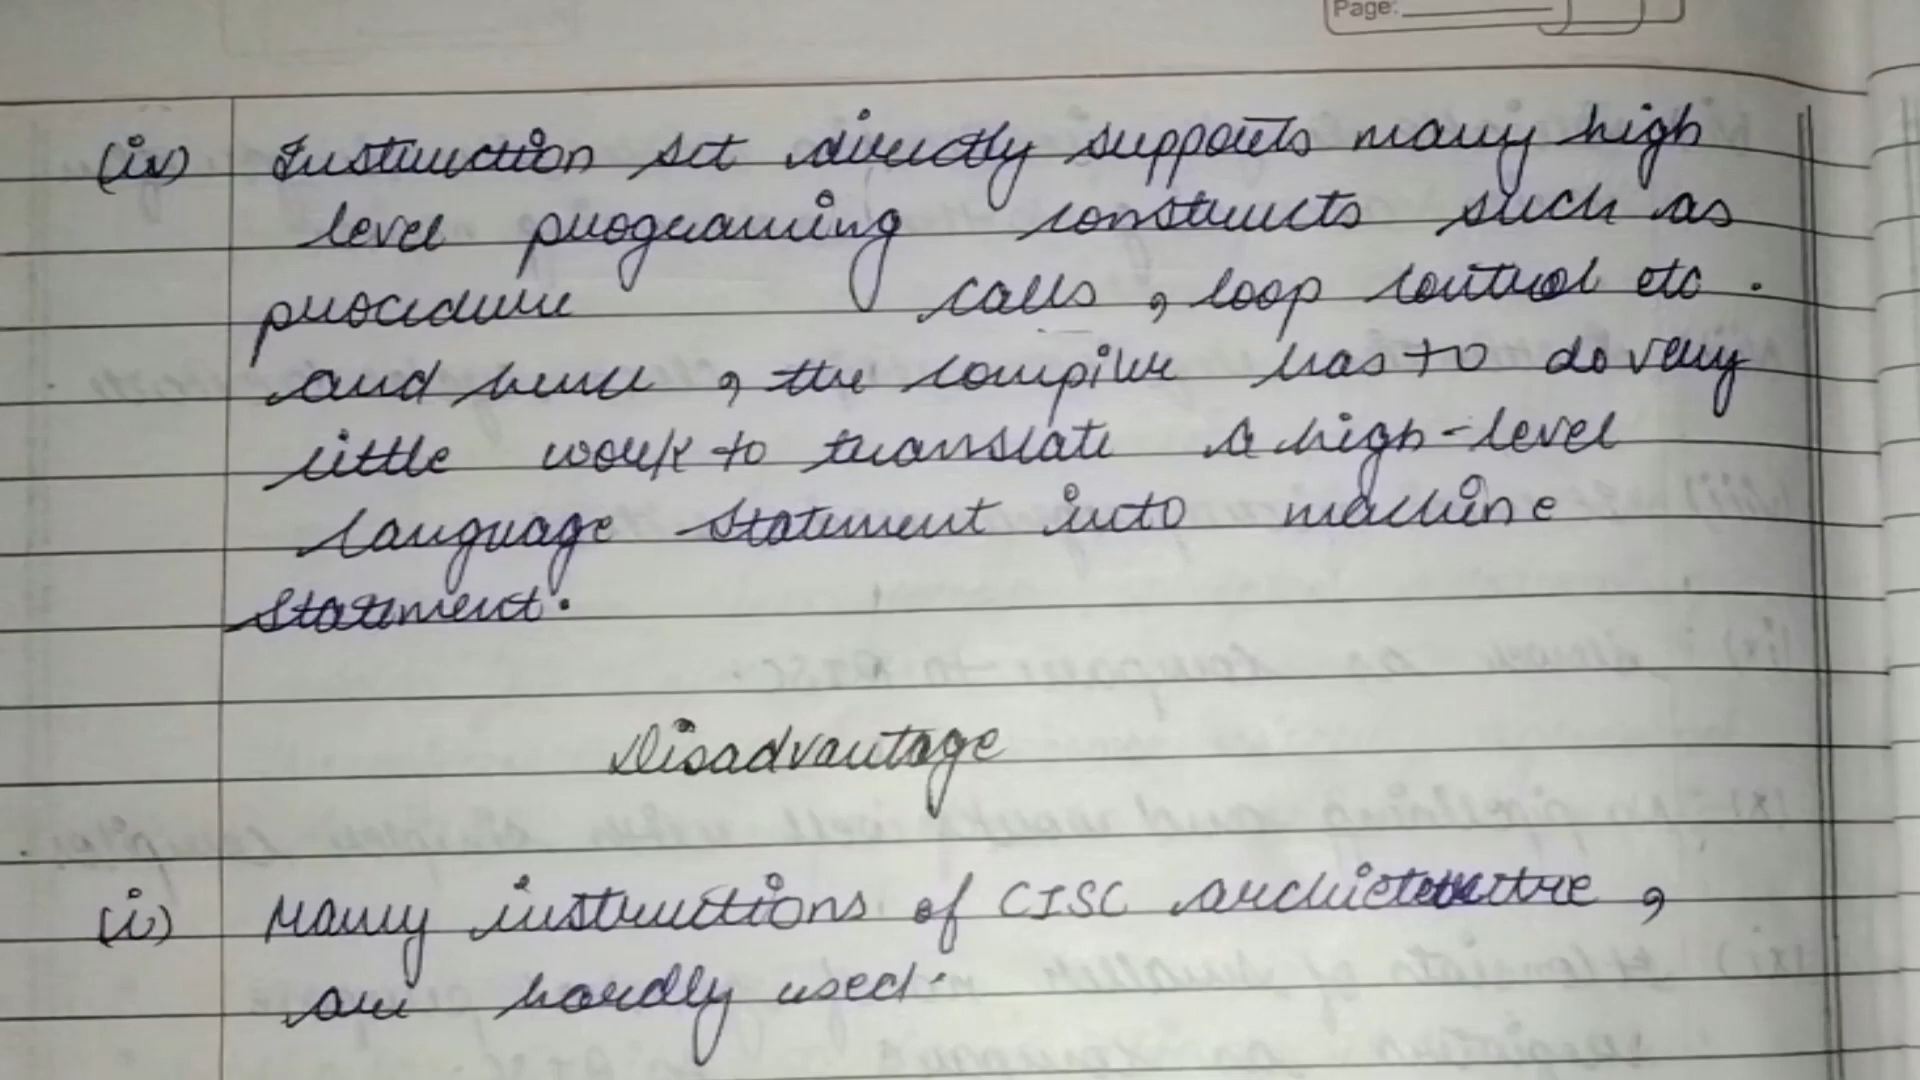 Page:
(iv) Instruction set directly supports many high
level programing constructs such as
procedure calls, loop control etc.
and hence, the compiler has to do very
little work to translate a high-level
language statement into machine
statement.
Disadvantage
(i) Many instructions of CISC architecture,
are hardly used.